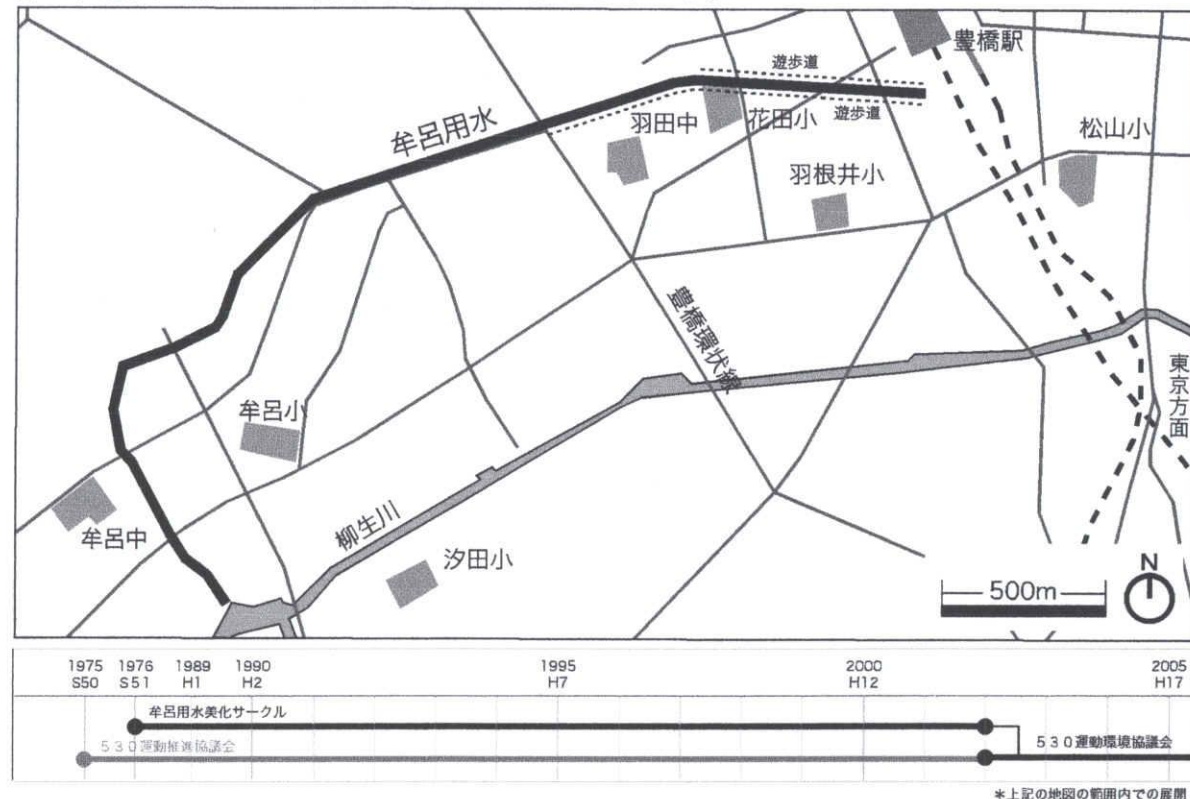 豊橋駅
遊歩道
牟呂用水
羽田中
花田小
遊歩道
松山小
羽根井小
豊橋環状線
東京方面
牟呂小
牟呂中
柳生川
汐田小
500m
N
1975 1976 1989 1990 1995 2000 2005
S50 S51 H1 H2 H7 H12 H17
牟呂用水美化サークル
530運動推進協議会
530運動環境協議会
*上記の地図の範囲内での展開